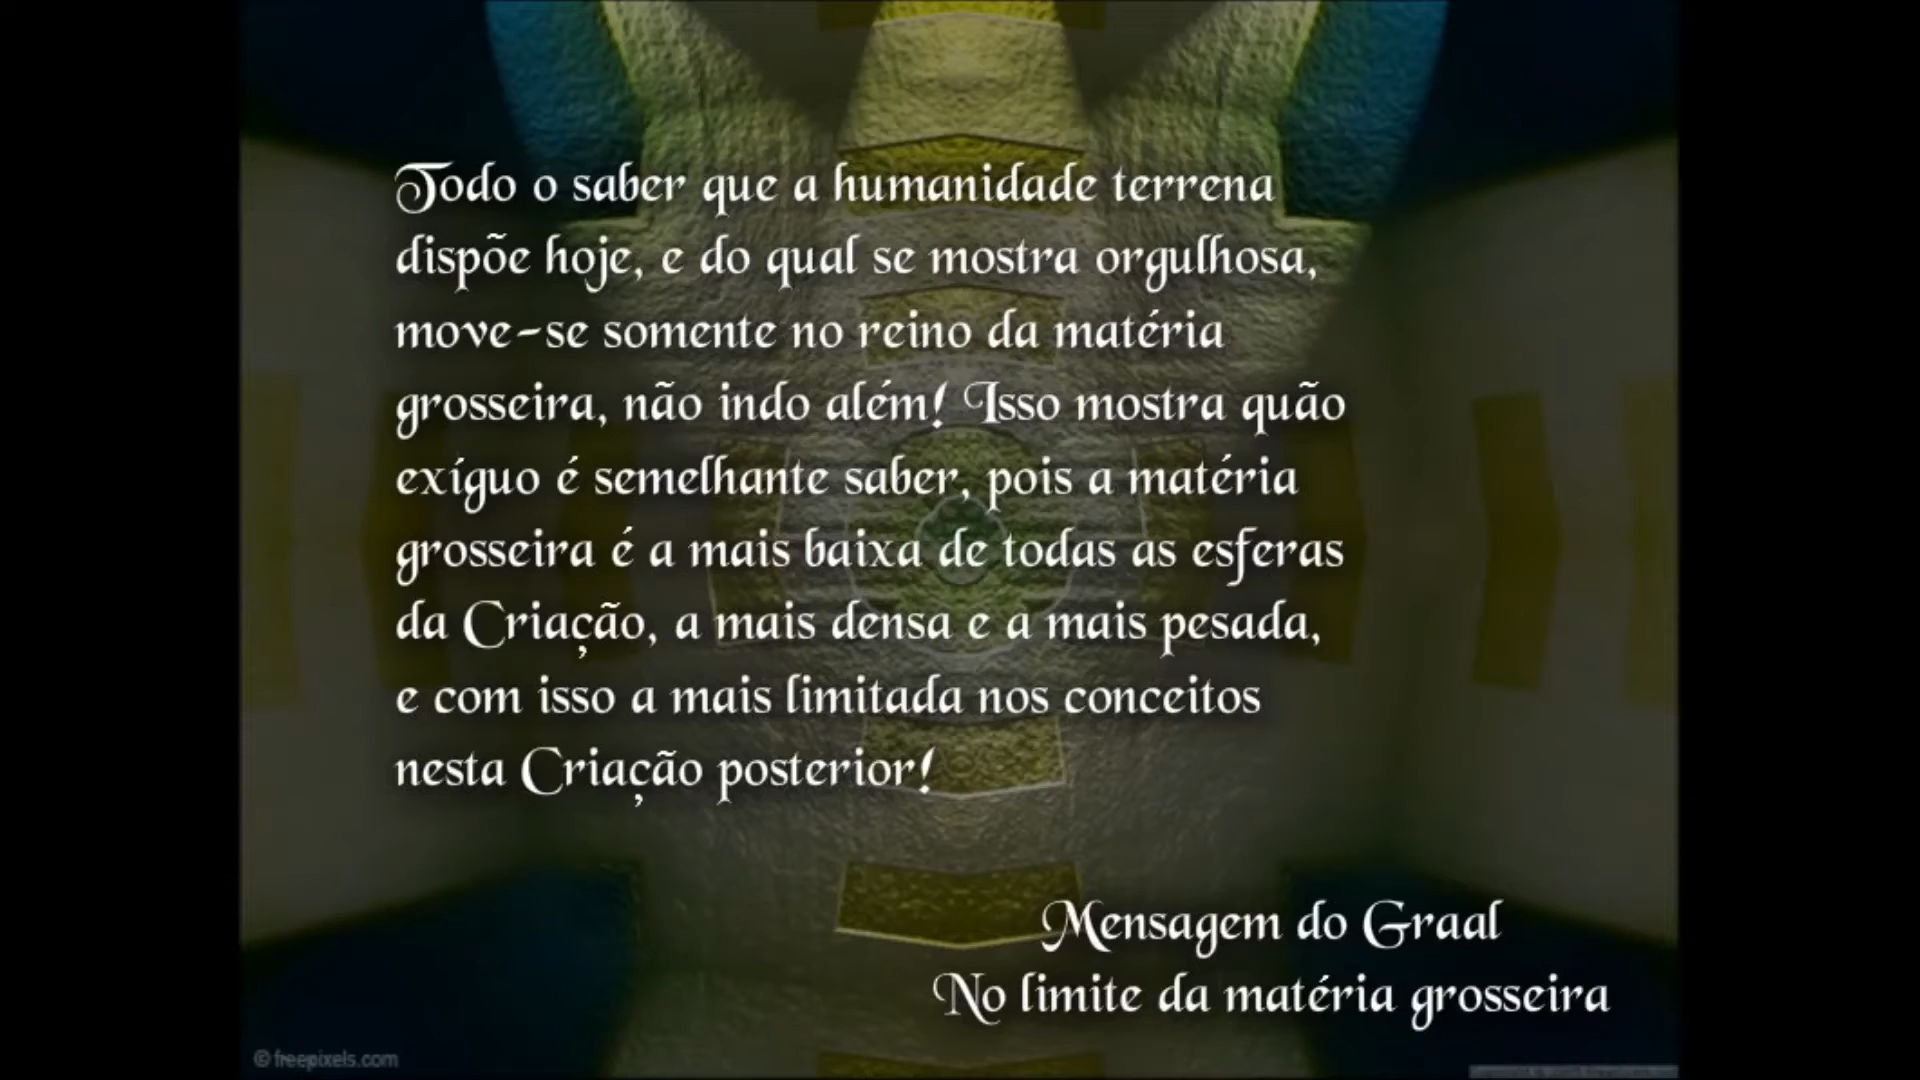 Todo o saber que a humanidade terrena
dispõe hoje, e do qual se mostra orgulhosa,
move-se somente no reino da matéria
grosseira, não indo além! Isso mostra quão
exíguo é semelhante saber, pois a matéria
grosseira é a mais baixa de todas as esferas
da Criação, a mais densa e a mais pesada,
e com isso a mais limitada nos conceitos
nesta Criação posterior!
Mensagem do Graal
No limite da matéria grosseira
© freepixels.com